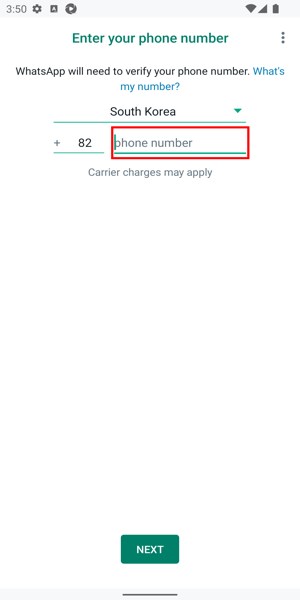 3:50
Enter your phone number
WhatsApp will need to verify your phone number. What's
my number?
South Korea
+ 82 phone number
Carrier charges may apply
NEXT